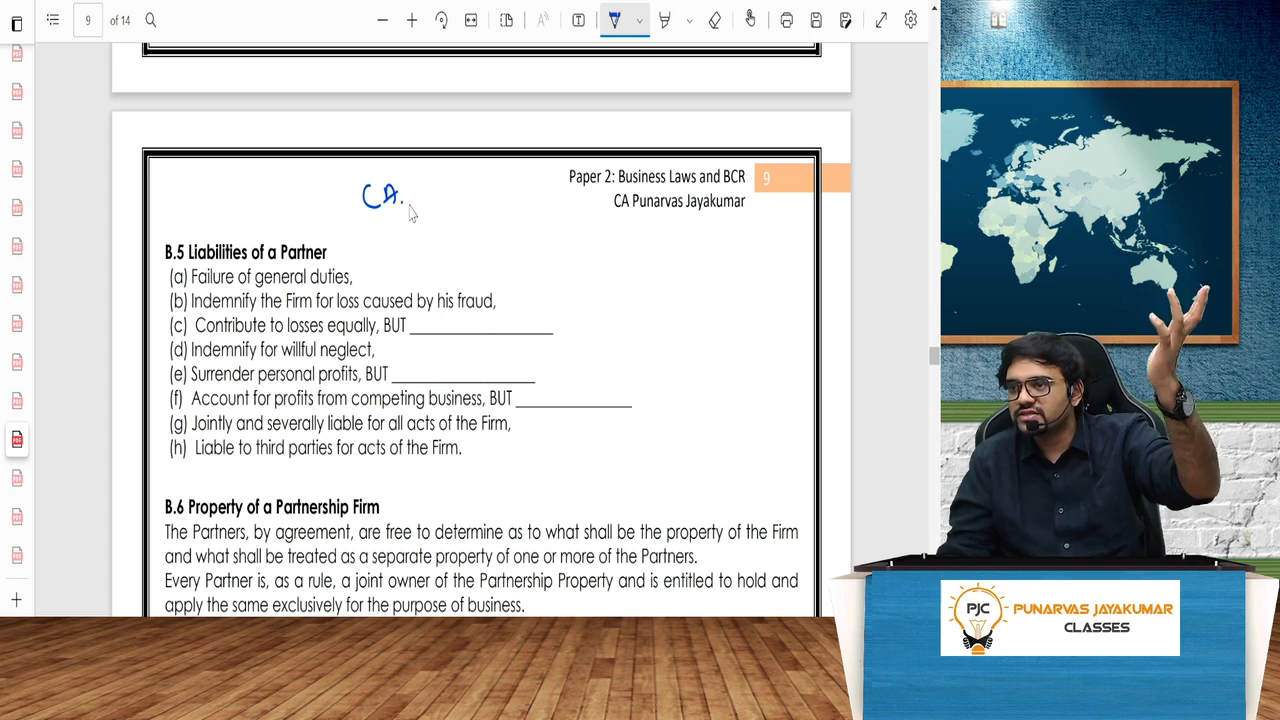 9 of 14
Paper 2: Business Laws and BCR 9
CA Punarvas Jayakumar
CA.
B.5 Liabilities of a Partner
(a) Failure of general duties,
(b) Indemnify the Firm for loss caused by his fraud,
(c) Contribute to losses equally, BUT ____________________
(d) Indemnify for willful neglect,
(e) Surrender personal profits, BUT ____________________
(f) Account for profits from competing business, BUT ________________
(g) Jointly and severally liable for all acts of the Firm,
(h) Liable to third parties for acts of the Firm.
B.6 Property of a Partnership Firm
The Partners, by agreement, are free to determine as to what shall be the property of the Firm
and what shall be treated as a separate property of one or more of the Partners.
Every Partner is, as a rule, a joint owner of the Partnership Property and is entitled to hold and
apply the same exclusively for the purpose of business.
PJC
PUNARVAS JAYAKUMAR
CLASSES